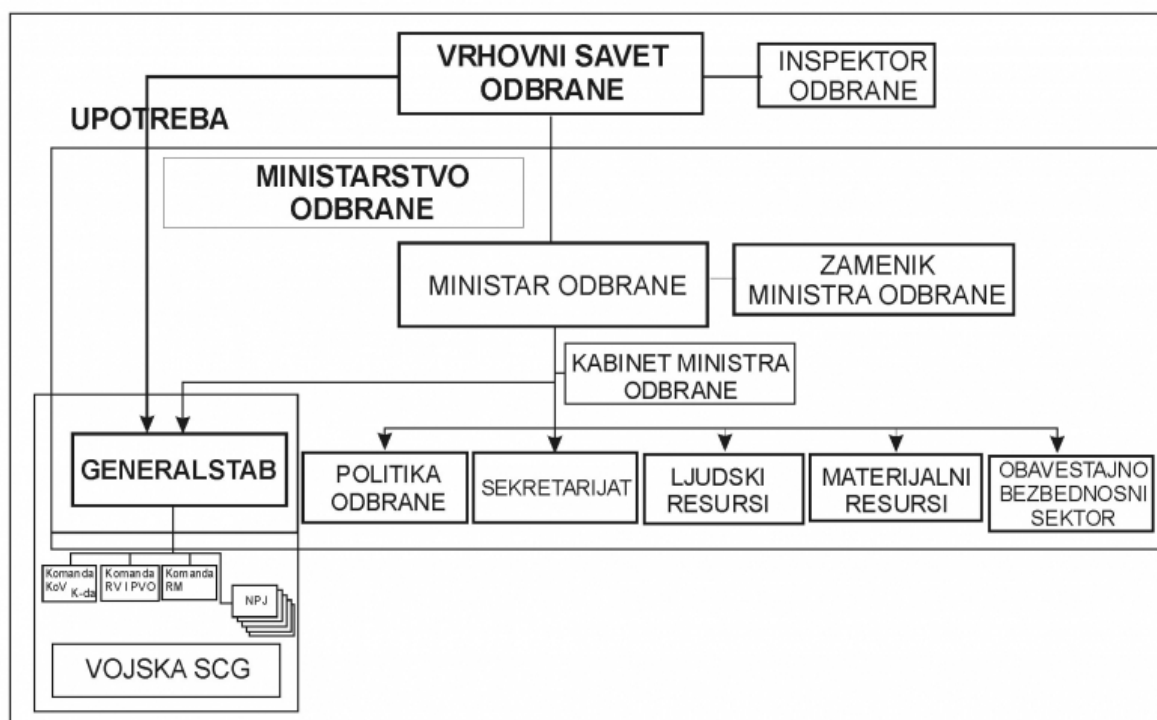 VRHOVNI SAVET
ODBRANE
INSPEKTOR
ODBRANE
UPOTREBA
MINISTARSTVO
ODBRANE
MINISTAR ODBRANE
ZAMENIK
MINISTRA ODBRANE
KABINET MINISTRA
ODBRANE
GENERALSTAB
POLITIKA
ODBRANE
SEKRETARIJAT
LJUDSKI
RESURSI
MATERIJALNI
RESURSI
OBAVESTAJNO
BEZBEDNOSNI
SEKTOR
Komanda
KoV
K-da
Komanda
RV I PVO
Komanda
RM
NPJ
VOJSKA SCG